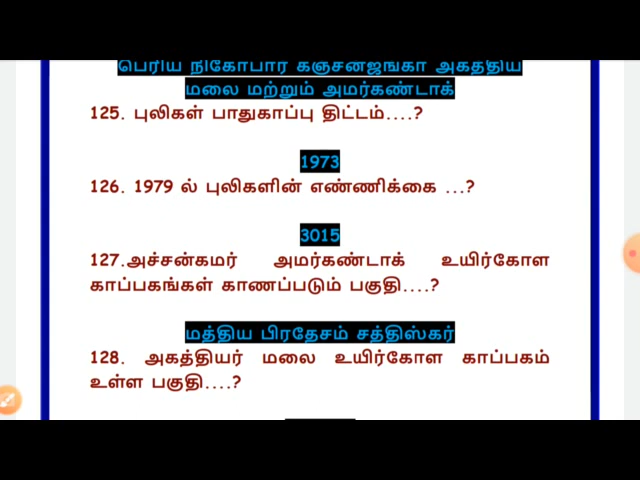 பெரிய நிகோபார் கஞ்சன்ஜங்கா அகத்திய
மலை மற்றும் அமர்கண்டாக்
125. புலிகள் பாதுகாப்பு திட்டம்....?
1973
126. 1979 ல் புலிகளின் எண்ணிக்கை ...?
3015
127.அச்சன்கமர் அமர்கண்டாக் உயிர்கோள
காப்பகங்கள் காணப்படும் பகுதி....?
மத்திய பிரதேசம் சத்திஸ்கர்
128. அகத்தியர் மலை உயிர்கோள காப்பகம்
உள்ள பகுதி....?